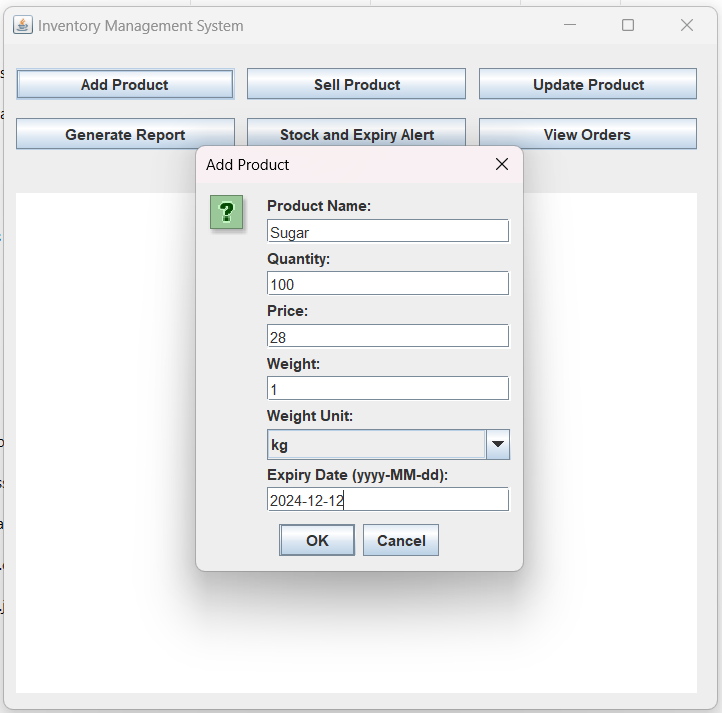 Inventory Management System
Add Product Sell Product Update Product
Generate Report Stock and Expiry Alert View Orders
Add Product
?
Product Name:
Sugar
Quantity:
100
Price:
28
Weight:
1
Weight Unit:
kg
Expiry Date (yyyy-MM-dd):
2024-12-12
OK Cancel